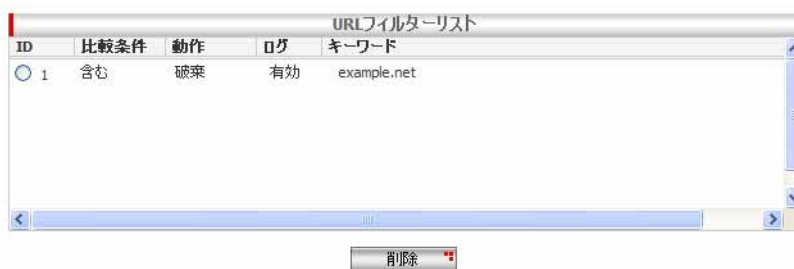 URLフィルターリスト
ID 比較条件 動作 ログ キーワード
1 含む 破棄 有効 example.net
削除